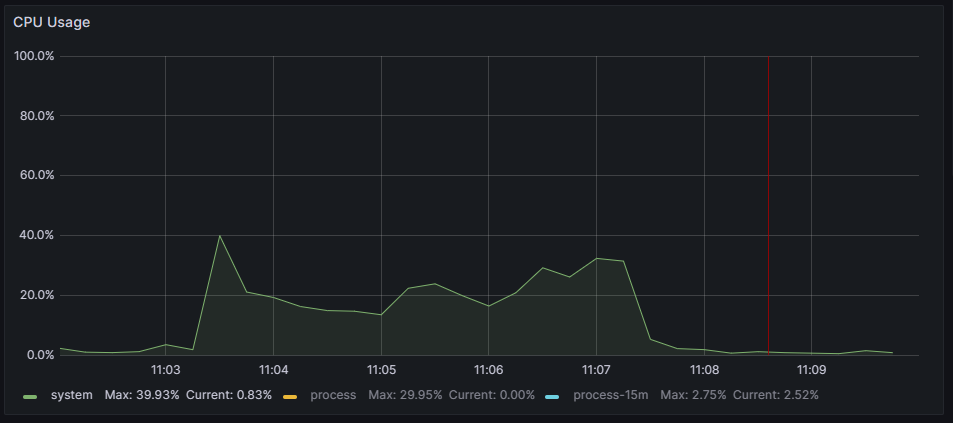 CPU Usage
100.0%
80.0%
60.0%
40.0%
20.0%
0.0%
11:03 11:04 11:05 11:06 11:07 11:08 11:09
system Max: 39.93% Current: 0.83% process Max: 29.95% Current: 0.00% process-15m Max: 2.75% Current: 2.52%